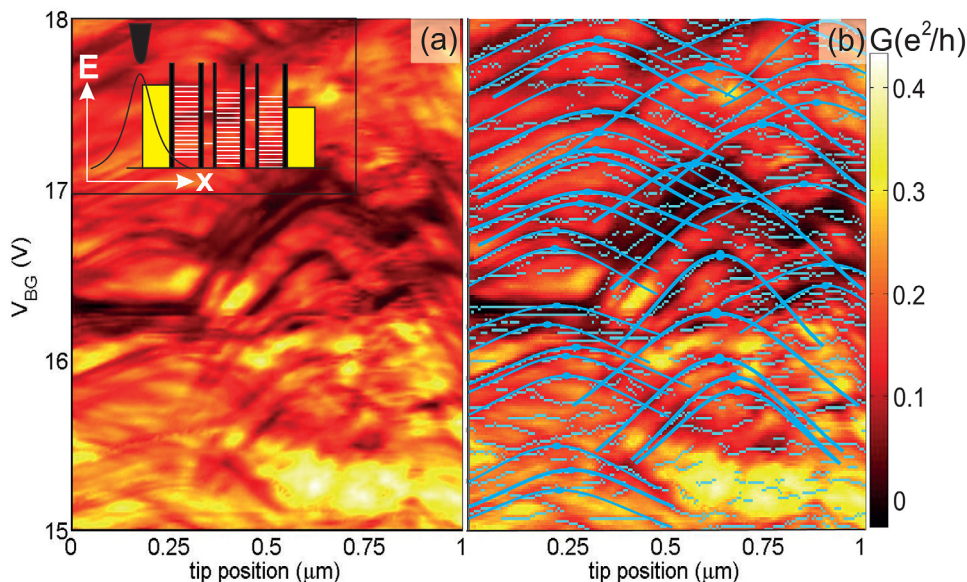 (a)
E
x
18
17
16
15
V_BG (V)
0
0.25
0.5
0.75
1
tip position (μm)
(b)
0.25
0.5
0.75
1
tip position (μm)
G(e²/h)
0.4
0.3
0.2
0.1
0